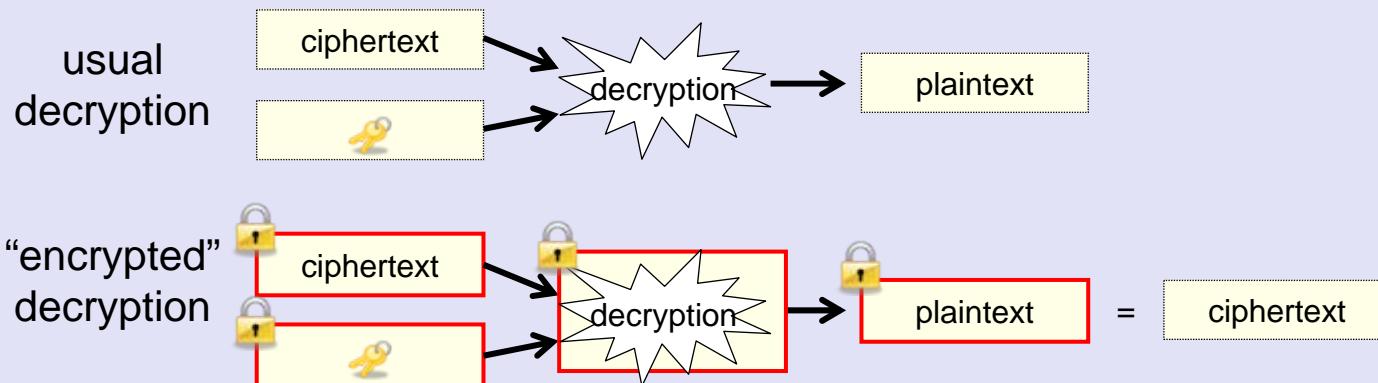 usual
decryption
ciphertext
decryption
plaintext
“encrypted”
decryption
ciphertext
decryption
plaintext
=
ciphertext